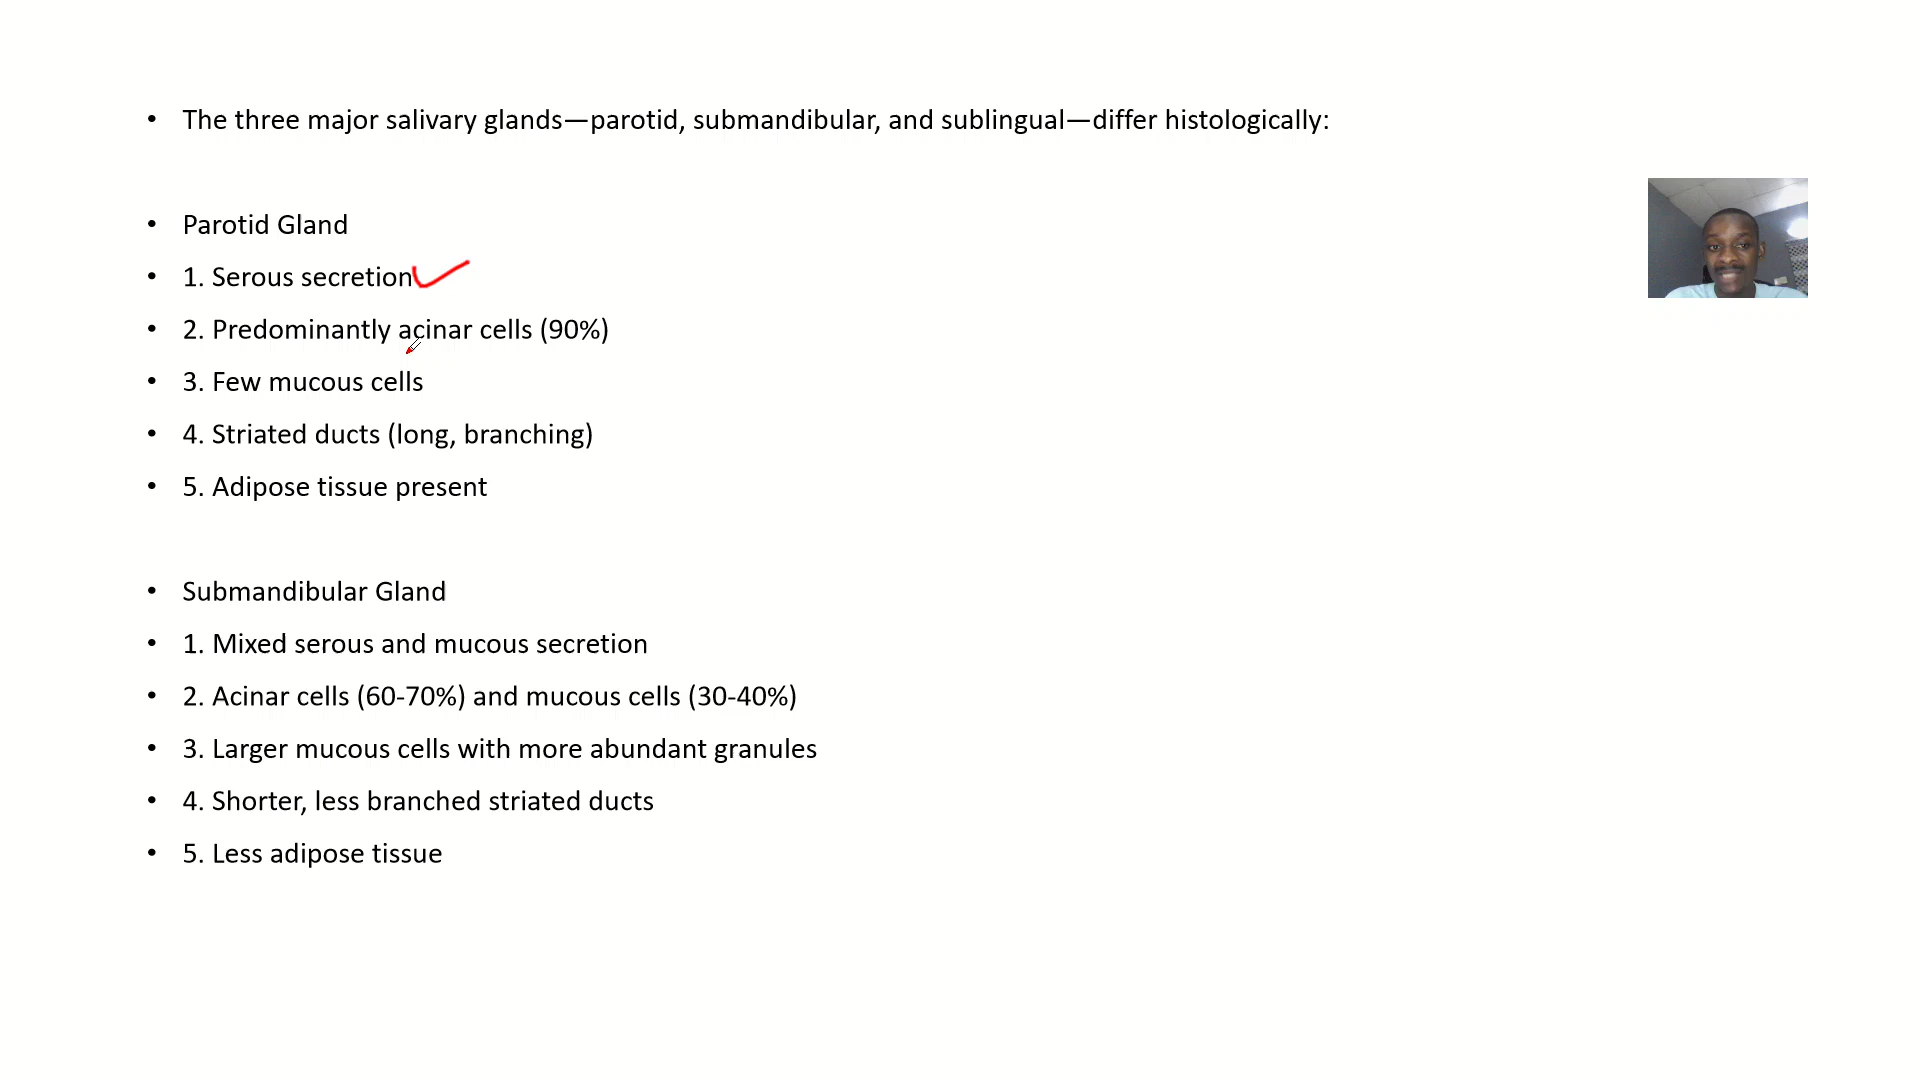 • The three major salivary glands—parotid, submandibular, and sublingual—differ histologically:
• Parotid Gland
• 1. Serous secretion
• 2. Predominantly acinar cells (90%)
• 3. Few mucous cells
• 4. Striated ducts (long, branching)
• 5. Adipose tissue present
• Submandibular Gland
• 1. Mixed serous and mucous secretion
• 2. Acinar cells (60-70%) and mucous cells (30-40%)
• 3. Larger mucous cells with more abundant granules
• 4. Shorter, less branched striated ducts
• 5. Less adipose tissue